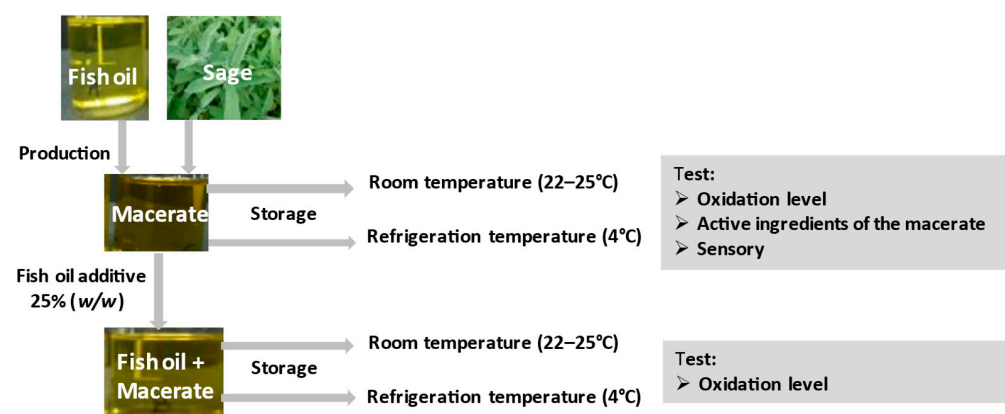 Fish oil
Sage
Production
Macerate
Storage
Room temperature (22–25°C)
Refrigeration temperature (4°C)
Test:
➢ Oxidation level
➢ Active ingredients of the macerate
➢ Sensory
Fish oil additive
25% (w/w)
Fish oil +
Macerate
Storage
Room temperature (22–25°C)
Refrigeration temperature (4°C)
Test:
➢ Oxidation level